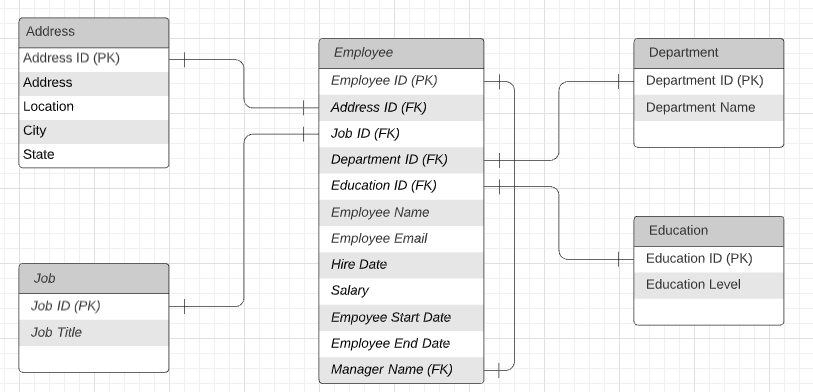 Address
Address ID (PK)
Address
Location
City
State
Job
Job ID (PK)
Job Title
Employee
Employee ID (PK)
Address ID (FK)
Job ID (FK)
Department ID (FK)
Education ID (FK)
Employee Name
Employee Email
Hire Date
Salary
Empoyee Start Date
Employee End Date
Manager Name (FK)
Department
Department ID (PK)
Department Name
Education
Education ID (PK)
Education Level